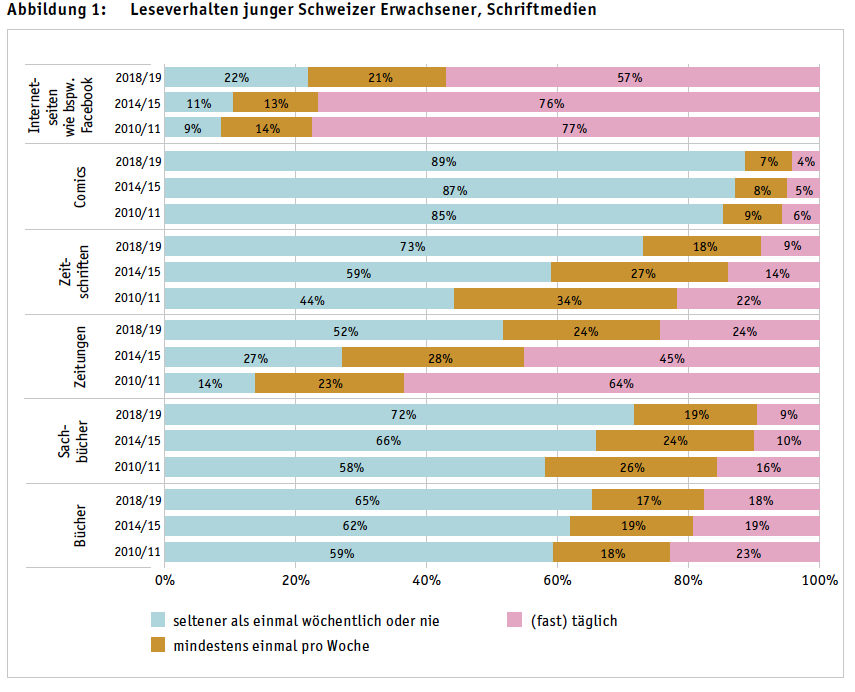 Abbildung 1: Leseverhalten junger Schweizer Erwachsener, Schriftmedien
Internet-
seiten
wie bspw.
Facebook
2018/19 22% 21% 57%
2014/15 11% 13% 76%
2010/11 9% 14% 77%
Comics
2018/19 89% 7% 4%
2014/15 87% 8% 5%
2010/11 85% 9% 6%
Zeit-
schriften
2018/19 73% 18% 9%
2014/15 59% 27% 14%
2010/11 44% 34% 22%
Zeitungen
2018/19 52% 24% 24%
2014/15 27% 28% 45%
2010/11 14% 23% 64%
Sach-
bücher
2018/19 72% 19% 9%
2014/15 66% 24% 10%
2010/11 58% 26% 16%
Bücher
2018/19 65% 17% 18%
2014/15 62% 19% 19%
2010/11 59% 18% 23%
0% 20% 40% 60% 80% 100%
seltener als einmal wöchentlich oder nie
(fast) täglich
mindestens einmal pro Woche